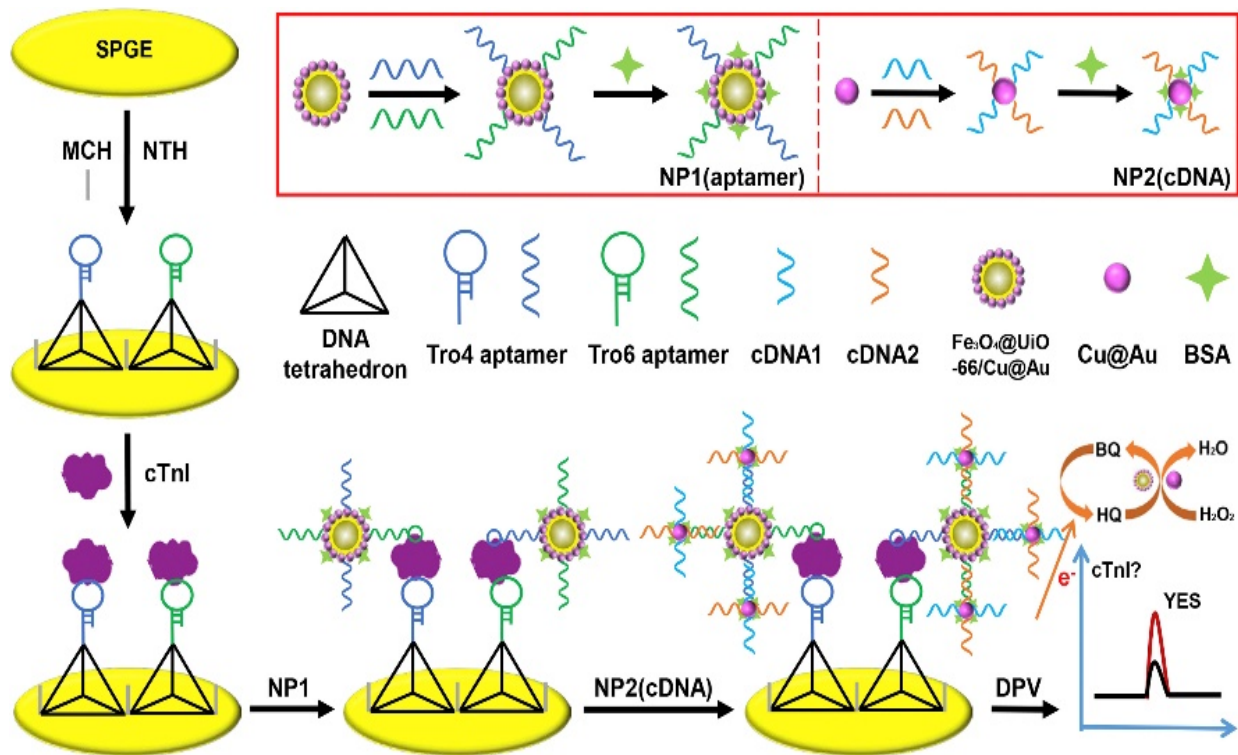 SPGE
MCH
NTH
NP1(aptamer)
NP2(cDNA)
DNA
tetrahedron
Tro4 aptamer
Tro6 aptamer
cDNA1
cDNA2
Fe₃O₄@UiO
-66/Cu@Au
Cu@Au
BSA
cTnI
BQ
H₂O
HQ
H₂O₂
e⁻
cTnI?
YES
NP1
NP2(cDNA)
DPV